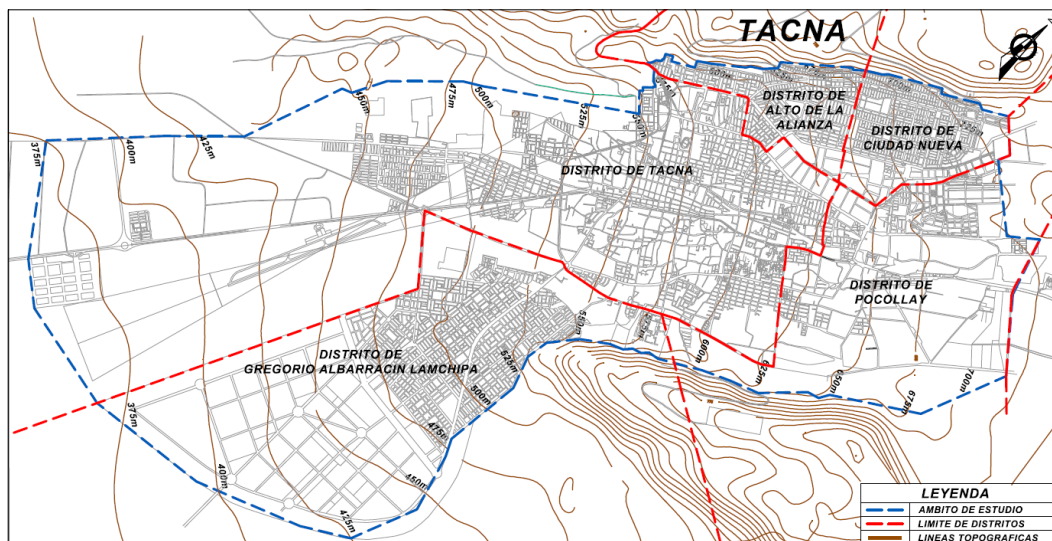 TACNA
DISTRITO DE
ALTO DE LA
ALIANZA
DISTRITO DE
CIUDAD NUEVA
DISTRITO DE TACNA
DISTRITO DE
POCOLLAY
DISTRITO DE
GREGORIO ALBARRACIN LAMCHIPA
375m
400m
425m
450m
475m
500m
525m
550m
575m
600m
375m
400m
425m
450m
475m
500m
525m
550m
600m
625m
650m
675m
700m
LEYENDA
AMBITO DE ESTUDIO
LIMITE DE DISTRITOS
LINEAS TOPOGRAFICAS